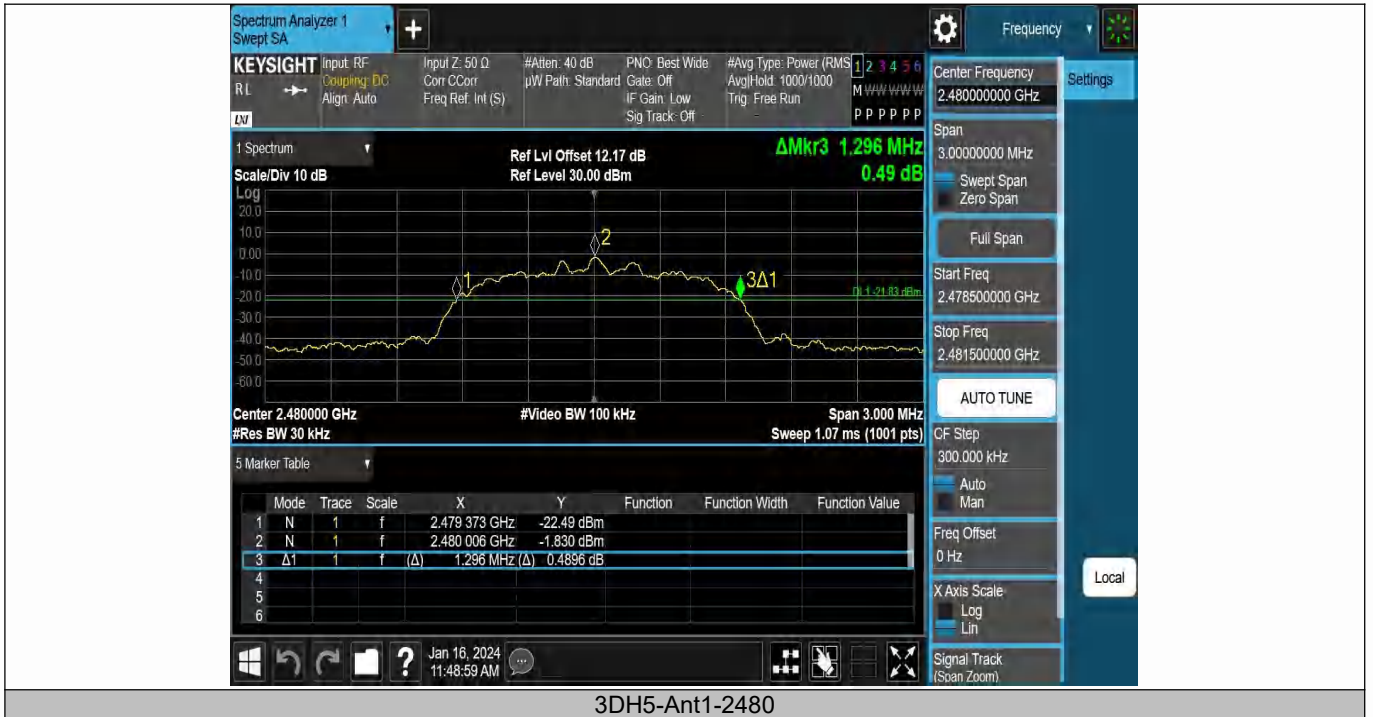 Spectrum Analyzer 1
Swept SA
+
Frequency
KEYSIGHT Input: RF Input Z: 50 Ω #Atten: 40 dB PNO: Best Wide #Avg Type: Power (RMS 1 2 3 4 5 6
R L Coupling: DC Corr CCorr µW Path: Standard Gate: Off Avg|Hold: 1000/1000 M W W W W W
Align: Auto Freq Ref: Int (S) IF Gain: Low Trig: Free Run
Sig Track: Off P P P P P P
LXI
Center Frequency
2.480000000 GHz
Settings
Span
3.00000000 MHz
Swept Span
Zero Span
Full Span
Start Freq
2.478500000 GHz
Stop Freq
2.481500000 GHz
AUTO TUNE
CF Step
300.000 kHz
Auto
Man
Freq Offset
0 Hz
X Axis Scale
Log
Lin
Signal Track
(Span Zoom)
Local
1 Spectrum
Scale/Div 10 dB
Ref Lvl Offset 12.17 dB
Ref Level 30.00 dBm
ΔMkr3 1.296 MHz
0.49 dB
Log
20.0
10.0
0.00
-10.0
-20.0
-30.0
-40.0
-50.0
-60.0
1
2
3Δ1
DL1 -21.83 dBm
Center 2.480000 GHz #Video BW 100 kHz Span 3.000 MHz
#Res BW 30 kHz Sweep 1.07 ms (1001 pts)
5 Marker Table
Mode Trace Scale X Y Function Function Width Function Value
1 N 1 f 2.479 373 GHz -22.49 dBm
2 N 1 f 2.480 006 GHz -1.830 dBm
3 Δ1 1 f (Δ) 1.296 MHz (Δ) 0.4896 dB
4
5
6
?
Jan 16, 2024
11:48:59 AM
3DH5-Ant1-2480